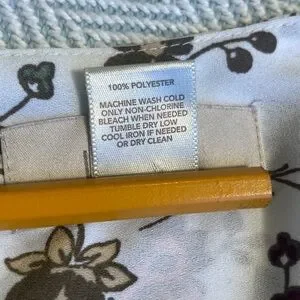 100% POLYESTER
MACHINE WASH COLD
ONLY NON-CHLORINE
BLEACH WHEN NEEDED
TUMBLE DRY LOW
COOL IRON IF NEEDED
OR DRY CLEAN